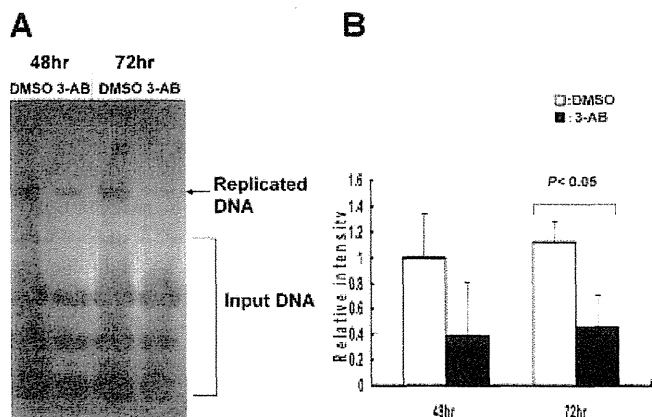 A
48hr 72hr
DMSO 3-AB DMSO 3-AB
Replicated
DNA
Input DNA
B
:DMSO
: 3-AB
P< 0.05
Relative intensity
1.6
1.4
1.2
1
0.8
0.6
0.4
0.2
0
48hr 72hr